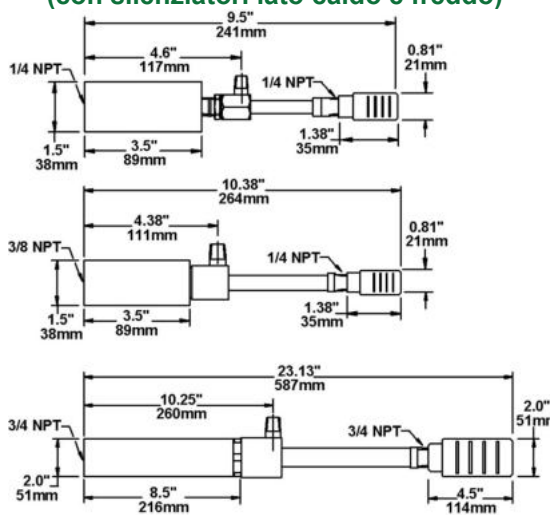 (con silenziatori lato caldo e freddo)
9.5"
241mm
4.6"
117mm
0.81"
21mm
1/4 NPT
1/4 NPT
1.5"
38mm
3.5"
89mm
1.38"
35mm
10.38"
264mm
4.38"
111mm
0.81"
21mm
3/8 NPT
1/4 NPT
1.5"
38mm
3.5"
89mm
1.38"
35mm
23.13"
587mm
10.25"
260mm
2.0"
51mm
3/4 NPT
3/4 NPT
2.0"
51mm
8.5"
216mm
4.5"
114mm